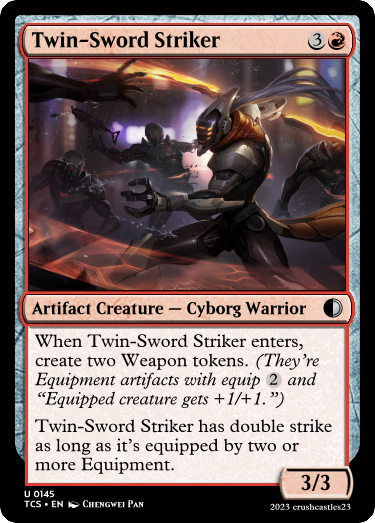 Twin-Sword Striker 3
Artifact Creature — Cyborg Warrior
When Twin-Sword Striker enters,
create two Weapon tokens. (They're
Equipment artifacts with equip 2 and
“Equipped creature gets +1/+1.”)
Twin-Sword Striker has double strike
as long as it's equipped by two or
more Equipment.
3/3
U 0145
TCS • EN Chengwei Pan
2023 crushcastles23